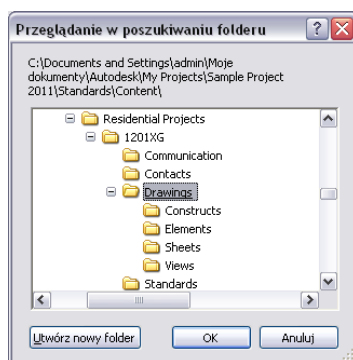 Przeglądanie w poszukiwaniu folderu
C:\Documents and Settings\admin\Moje
dokumenty\Autodesk\My Projects\Sample Project
2011\Standards\Content\
Residential Projects
1201XG
Communication
Contacts
Drawings
Constructs
Elements
Sheets
Views
Standards
Utwórz nowy folder
OK
Anuluj